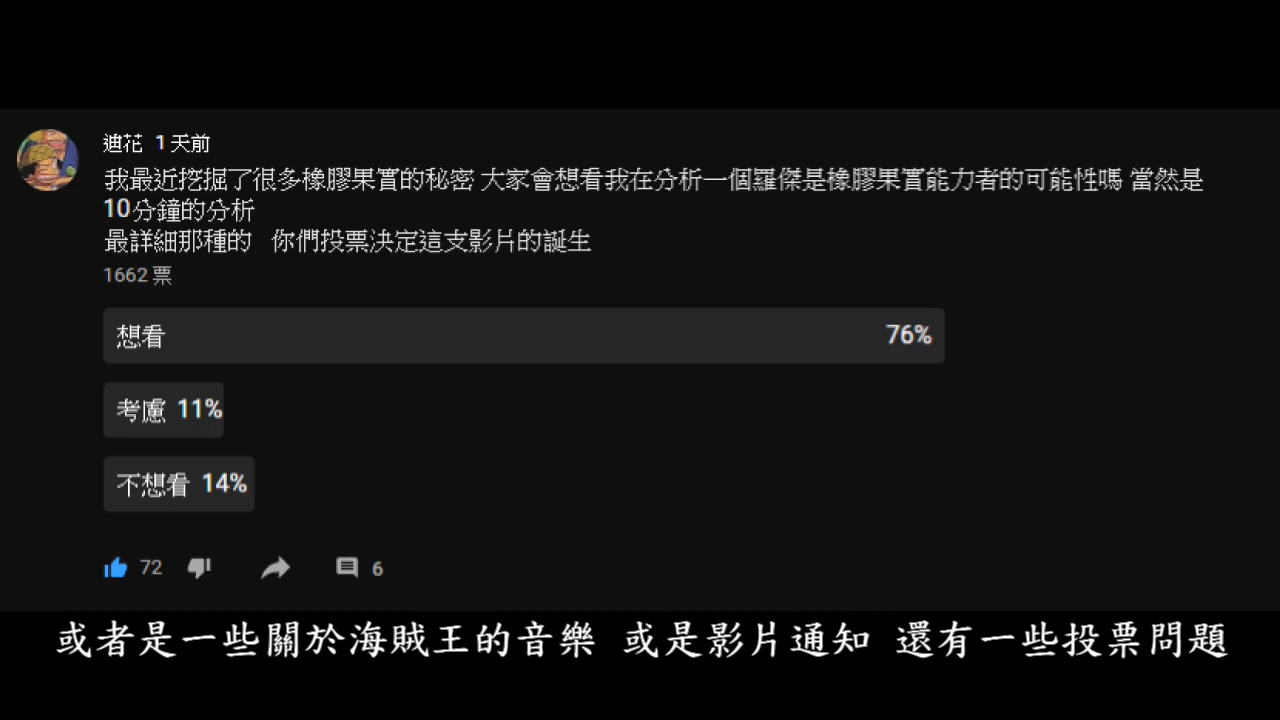 迪花 1 天前
我最近挖掘了很多橡膠果實的秘密 大家會想看我在分析一個羅傑是橡膠果實能力者的可能性嗎 當然是
10分鐘的分析
最詳細那種的 你們投票決定這支影片的誕生
1662 票
想看 76%
考慮 11%
不想看 14%
72 6
或者是一些關於海賊王的音樂 或是影片通知 還有一些投票問題